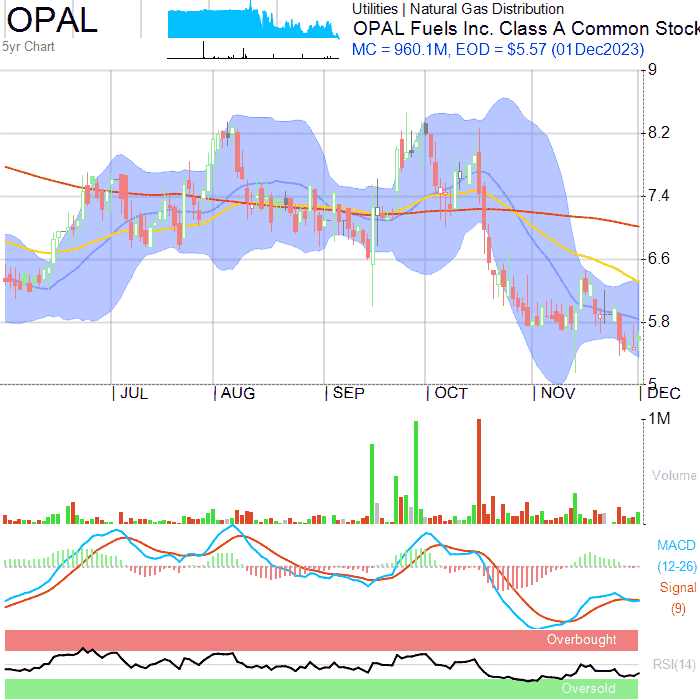 OPAL
5yr Chart
Utilities | Natural Gas Distribution
OPAL Fuels Inc. Class A Common Stock
MC = 960.1M, EOD = $5.57 (01Dec2023)
9
8.2
7.4
6.6
5.8
5
JUL AUG SEP OCT NOV DEC
1M
Volume
MACD
(12-26)
Signal
(9)
Overbought
RSI(14)
Oversold